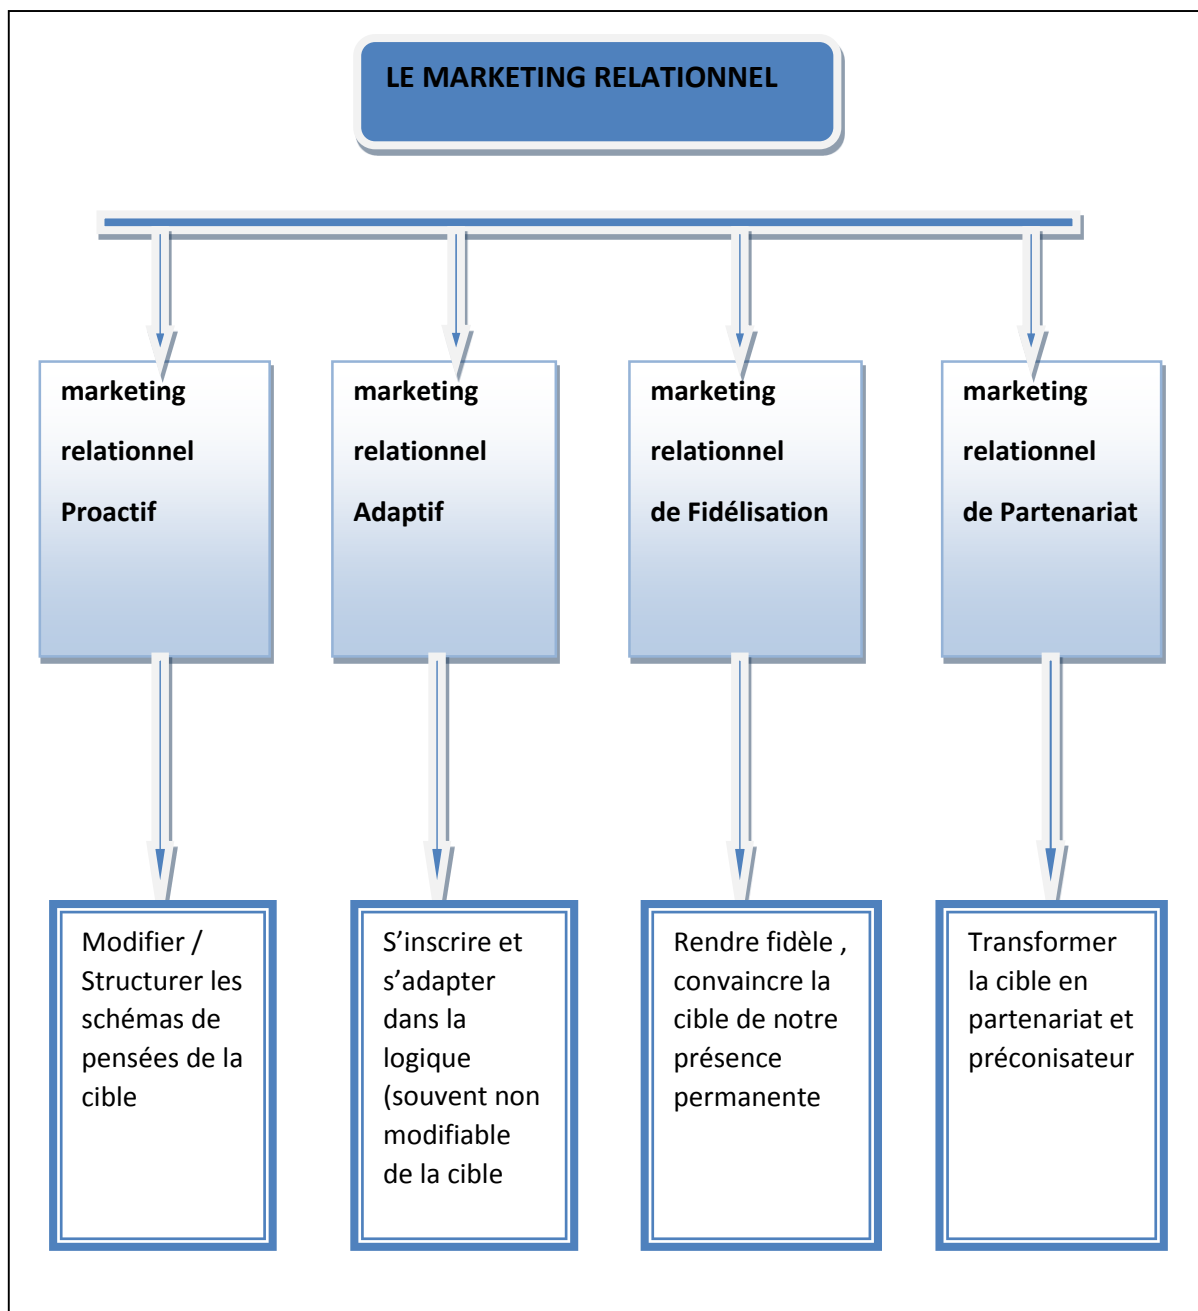 LE MARKETING RELATIONNEL
marketing
relationnel
Proactif
marketing
relationnel
Adaptif
marketing
relationnel
de Fidélisation
marketing
relationnel
de Partenariat
Modifier /
Structurer les
schémas de
pensées de la
cible
S’inscrire et
s’adapter
dans la
logique
(souvent non
modifiable
de la cible
Rendre fidèle ,
convaincre la
cible de notre
présence
permanente
Transformer
la cible en
partenariat et
préconisateur